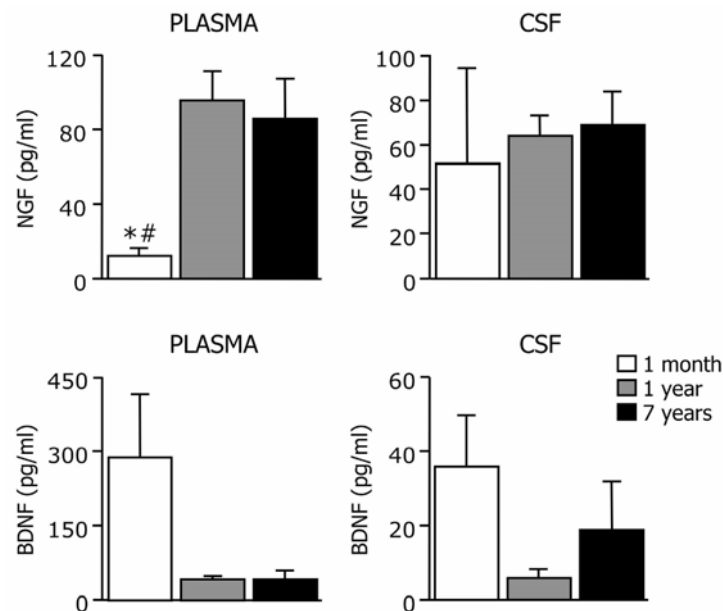 PLASMA
CSF
NGF (pg/ml)
120
80
40
0
*#
NGF (pg/ml)
100
80
60
40
20
0
PLASMA
CSF
BDNF (pg/ml)
450
300
150
0
BDNF (pg/ml)
60
40
20
0
1 month
1 year
7 years